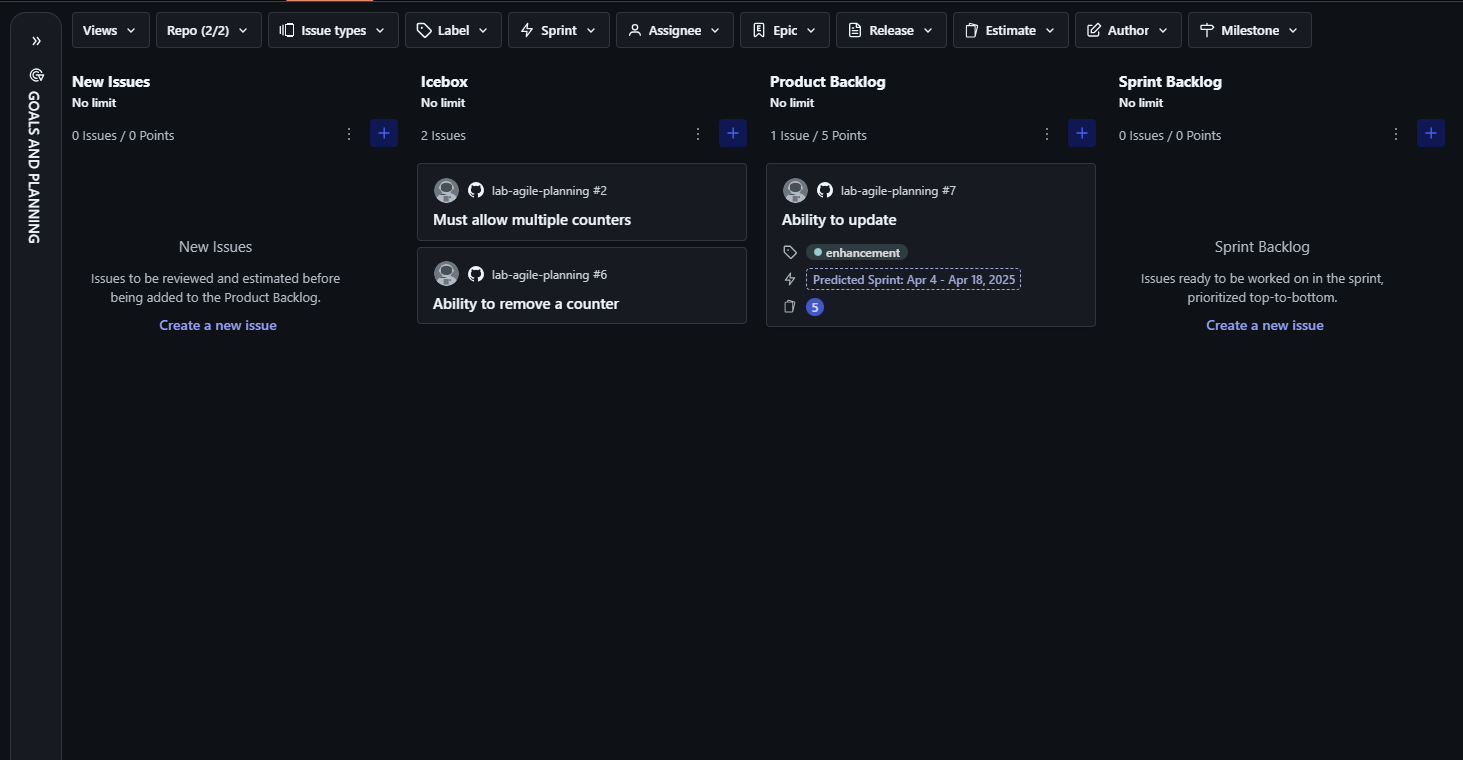 Views
Repo (2/2)
Issue types
Label
Sprint
Assignee
Epic
Release
Estimate
Author
Milestone
GOALS AND PLANNING
New Issues
No limit
0 Issues / 0 Points
New Issues
Issues to be reviewed and estimated before
being added to the Product Backlog.
Create a new issue
Icebox
No limit
2 Issues
lab-agile-planning #2
Must allow multiple counters
lab-agile-planning #6
Ability to remove a counter
Product Backlog
No limit
1 Issue / 5 Points
lab-agile-planning #7
Ability to update
enhancement
Predicted Sprint: Apr 4 - Apr 18, 2025
5
Sprint Backlog
No limit
0 Issues / 0 Points
Sprint Backlog
Issues ready to be worked on in the sprint,
prioritized top-to-bottom.
Create a new issue